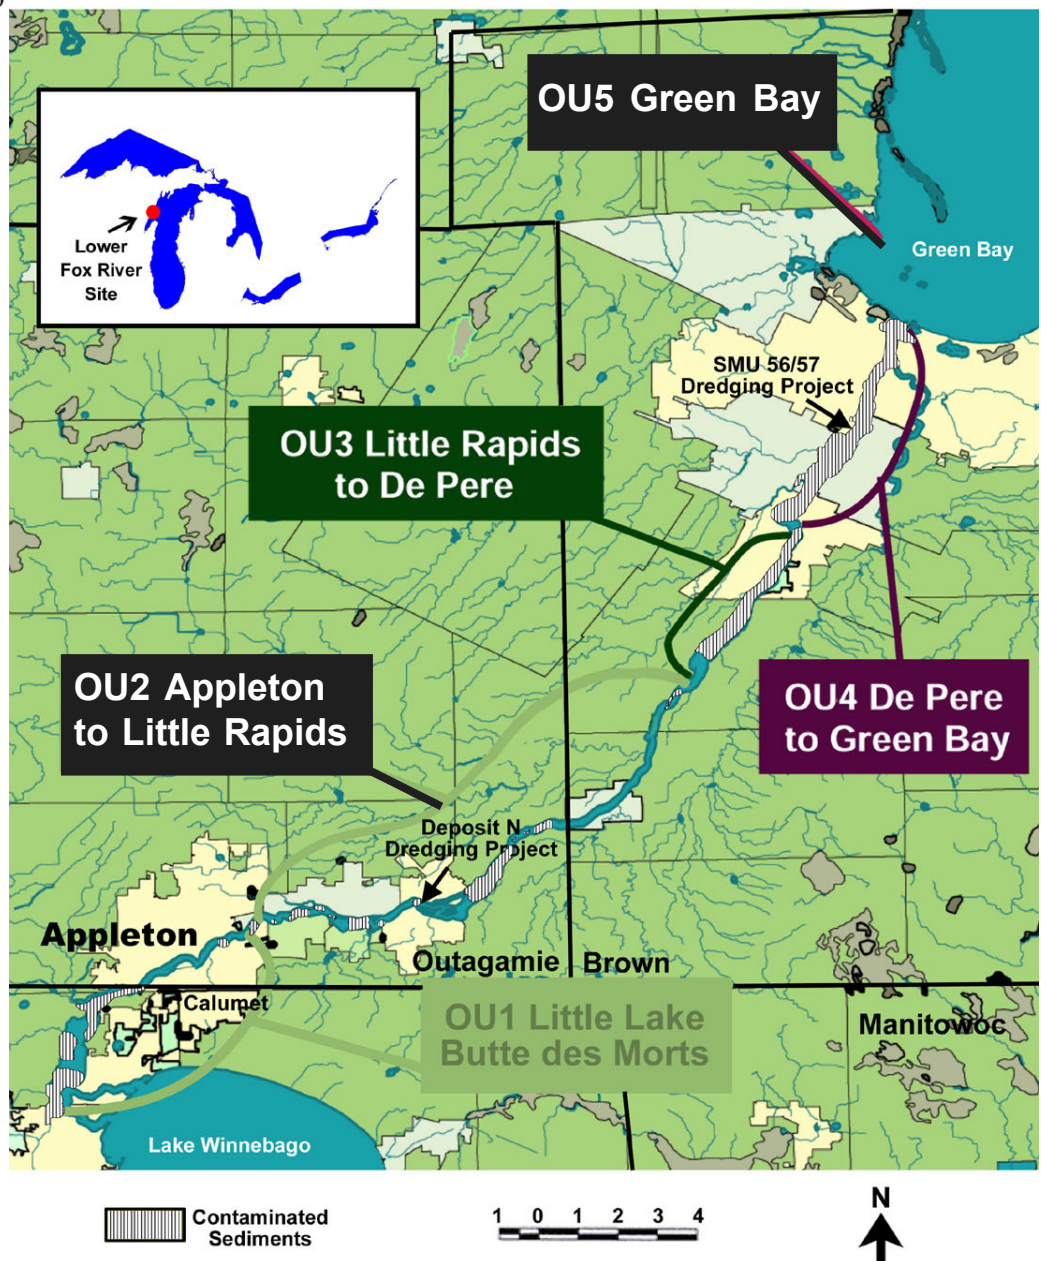 OU5 Green Bay
Lower
Fox River
Site
Green Bay
SMU 56/57
Dredging Project
OU3 Little Rapids
to De Pere
OU2 Appleton
to Little Rapids
OU4 De Pere
to Green Bay
Deposit N
Dredging Project
Appleton
Outagamie
Brown
Calumet
OU1 Little Lake
Butte des Morts
Manitowoc
Lake Winnebago
Contaminated
Sediments
1 0 1 2 3 4
N